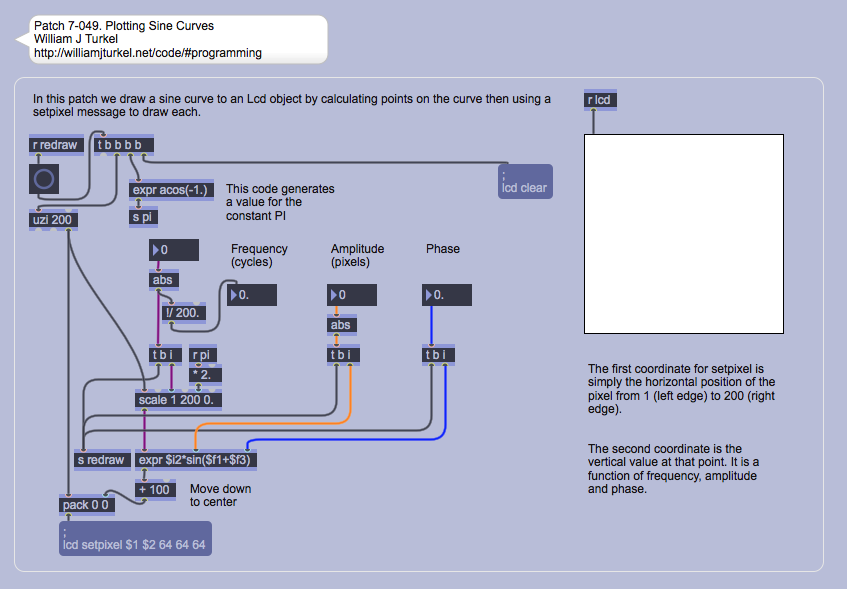 Patch 7-049. Plotting Sine Curves
William J Turkel
http://williamjturkel.net/code/#programming
In this patch we draw a sine curve to an Lcd object by calculating points on the curve then using a
setpixel message to draw each.
r lcd
r redraw
t b b b b
;
lcd clear
expr acos(-1.)
This code generates
a value for the
constant PI
s pi
uzi 200
0
Frequency
(cycles)
Amplitude
(pixels)
Phase
abs
0.
0
0.
!/ 200.
abs
t b i
r pi
t b i
t b i
* 2.
scale 1 200 0.
The first coordinate for setpixel is
simply the horizontal position of the
pixel from 1 (left edge) to 200 (right
edge).
s redraw
expr $i2*sin($f1+$f3)
The second coordinate is the
vertical value at that point. It is a
function of frequency, amplitude
and phase.
+ 100
Move down
to center
pack 0 0
;
lcd setpixel $1 $2 64 64 64